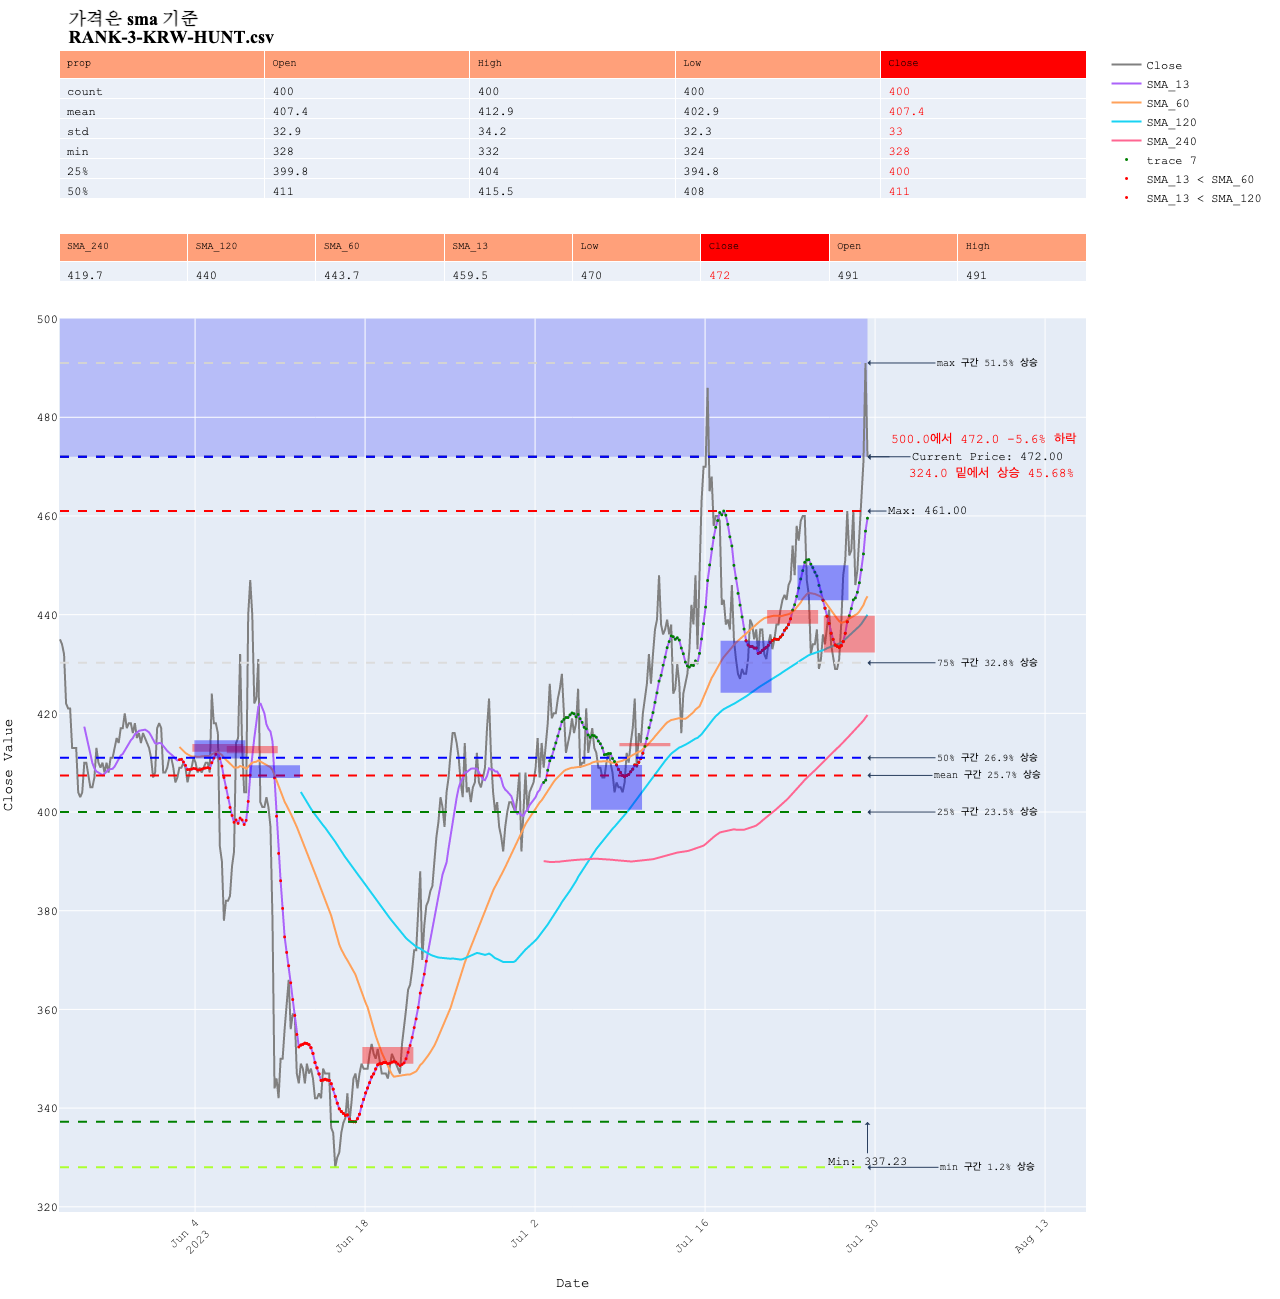 가격은 sma 기준
RANK-3-KRW-HUNT.csv
prop Open High Low Close
count 400 400 400 400
mean 407.4 412.9 402.9 407.4
std 32.9 34.2 32.3 33
min 328 332 324 328
25% 399.8 404 394.8 400
50% 411 415.5 408 411
Close
SMA_13
SMA_60
SMA_120
SMA_240
trace 7
SMA_13 < SMA_60
SMA_13 < SMA_120
SMA_240 SMA_120 SMA_60 SMA_13 Low Close Open High
419.7 440 443.7 459.5 470 472 491 491
500
480
460
440
420
400
380
360
340
320
Close Value
max 구간 51.5% 상승
500.0에서 472.0 -5.6% 하락
Current Price: 472.00
324.0 밑에서 상승 45.68%
Max: 461.00
75% 구간 32.8% 상승
50% 구간 26.9% 상승
mean 구간 25.7% 상승
25% 구간 23.5% 상승
Min: 337.23
min 구간 1.2% 상승
Jun 4
2023
Jun 18
Jul 2
Jul 16
Jul 30
Aug 13
Date